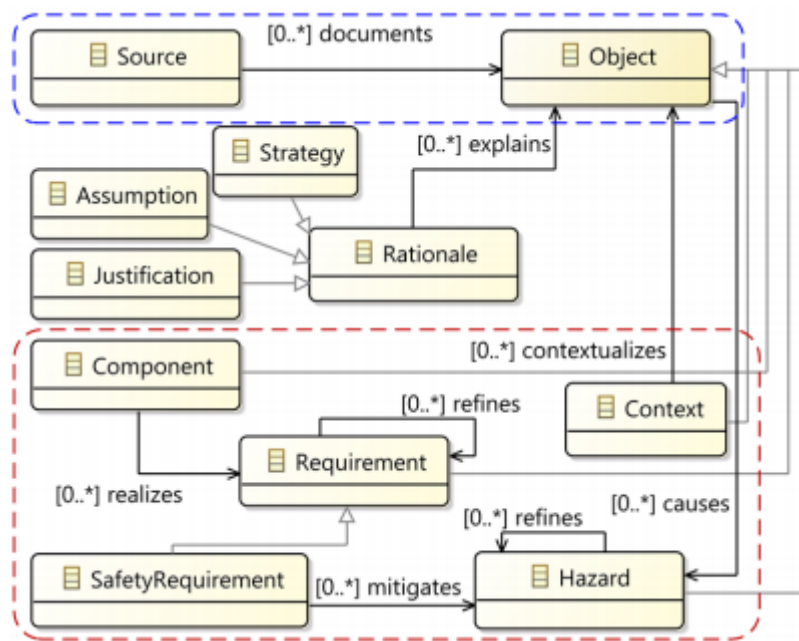 [0..*] documents
Source
Object
Strategy
[0..*] explains
Assumption
Rationale
Justification
Component
[0..*] contextualizes
[0..*] refines
Context
Requirement
[0..*] realizes
[0..*] refines
[0..*] causes
SafetyRequirement
[0..*] mitigates
Hazard